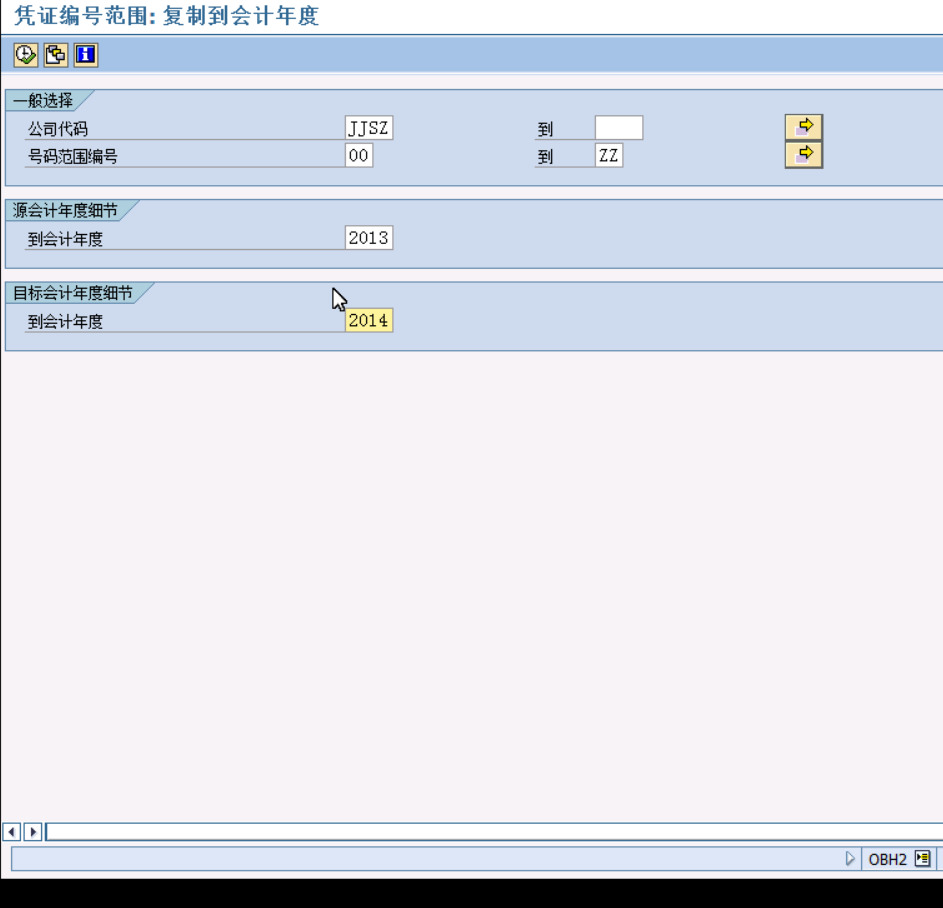 凭证编号范围: 复制到会计年度
一般选择
公司代码 JJSZ 到
号码范围编号 00 到 ZZ
源会计年度细节
到会计年度 2013
目标会计年度细节
到会计年度 2014
OBH2